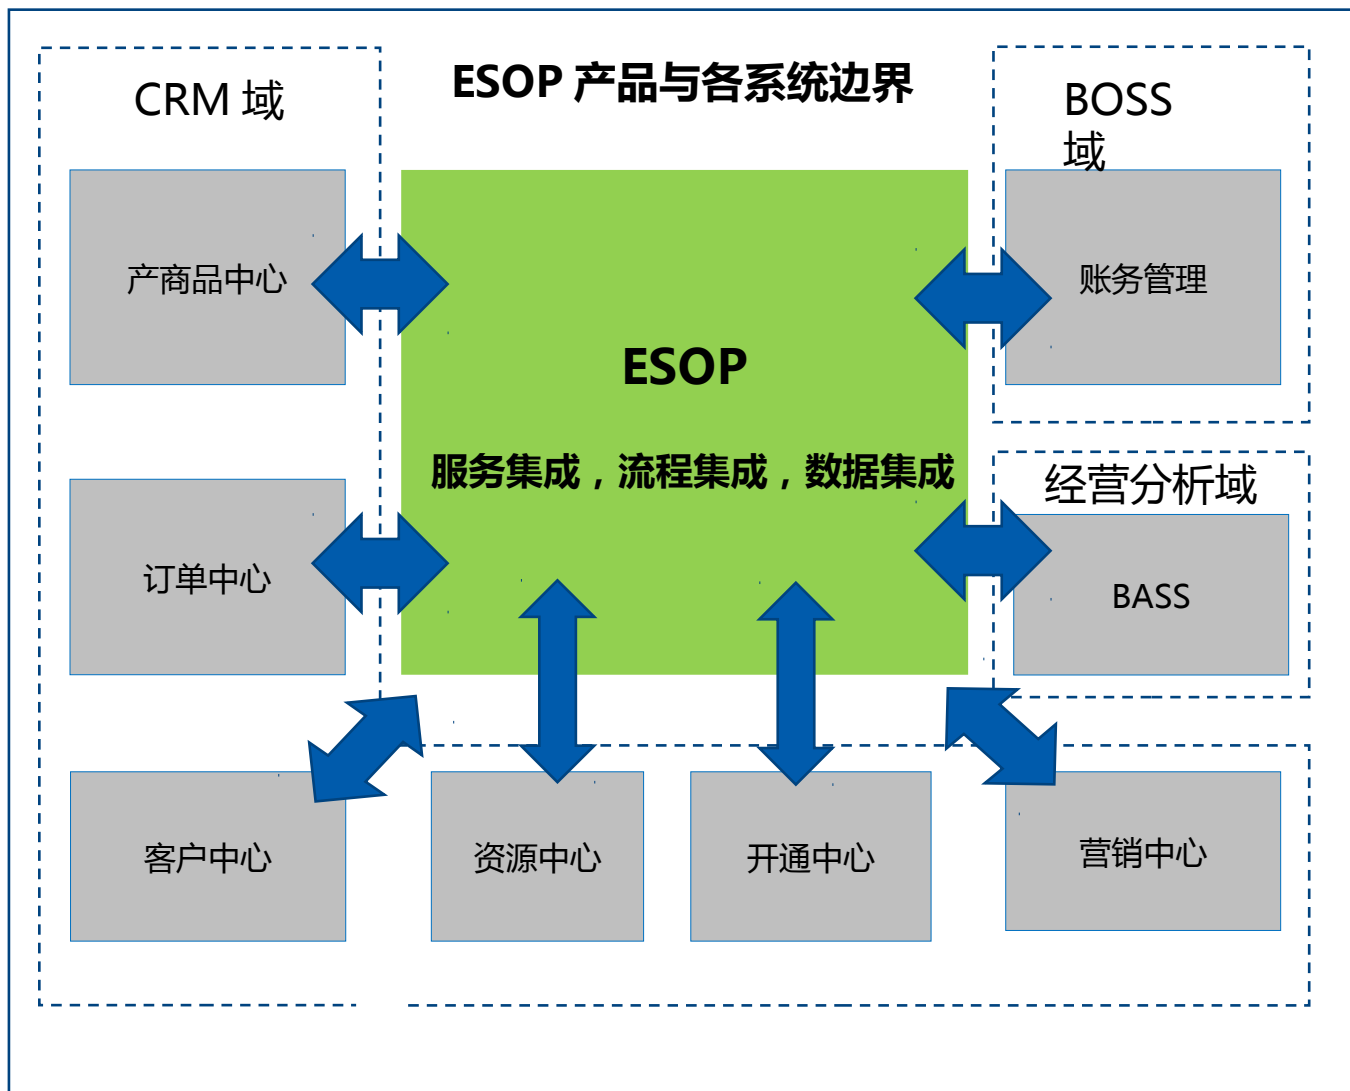 ESOP 产品与各系统边界
CRM 域
BOSS
域
产商品中心
账务管理
ESOP
服务集成，流程集成，数据集成
经营分析域
订单中心
BASS
客户中心
资源中心
开通中心
营销中心